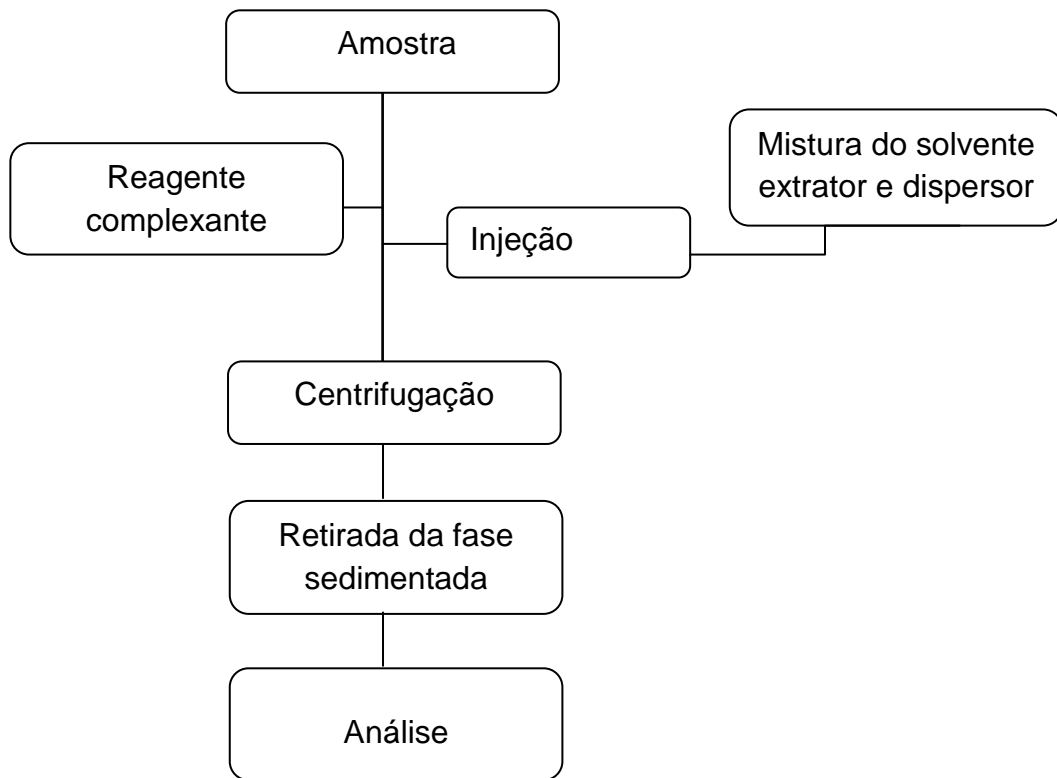 Amostra
Mistura do solvente
extrator e dispersor
Reagente
complexante
Injeção
Centrifugação
Retirada da fase
sedimentada
Análise